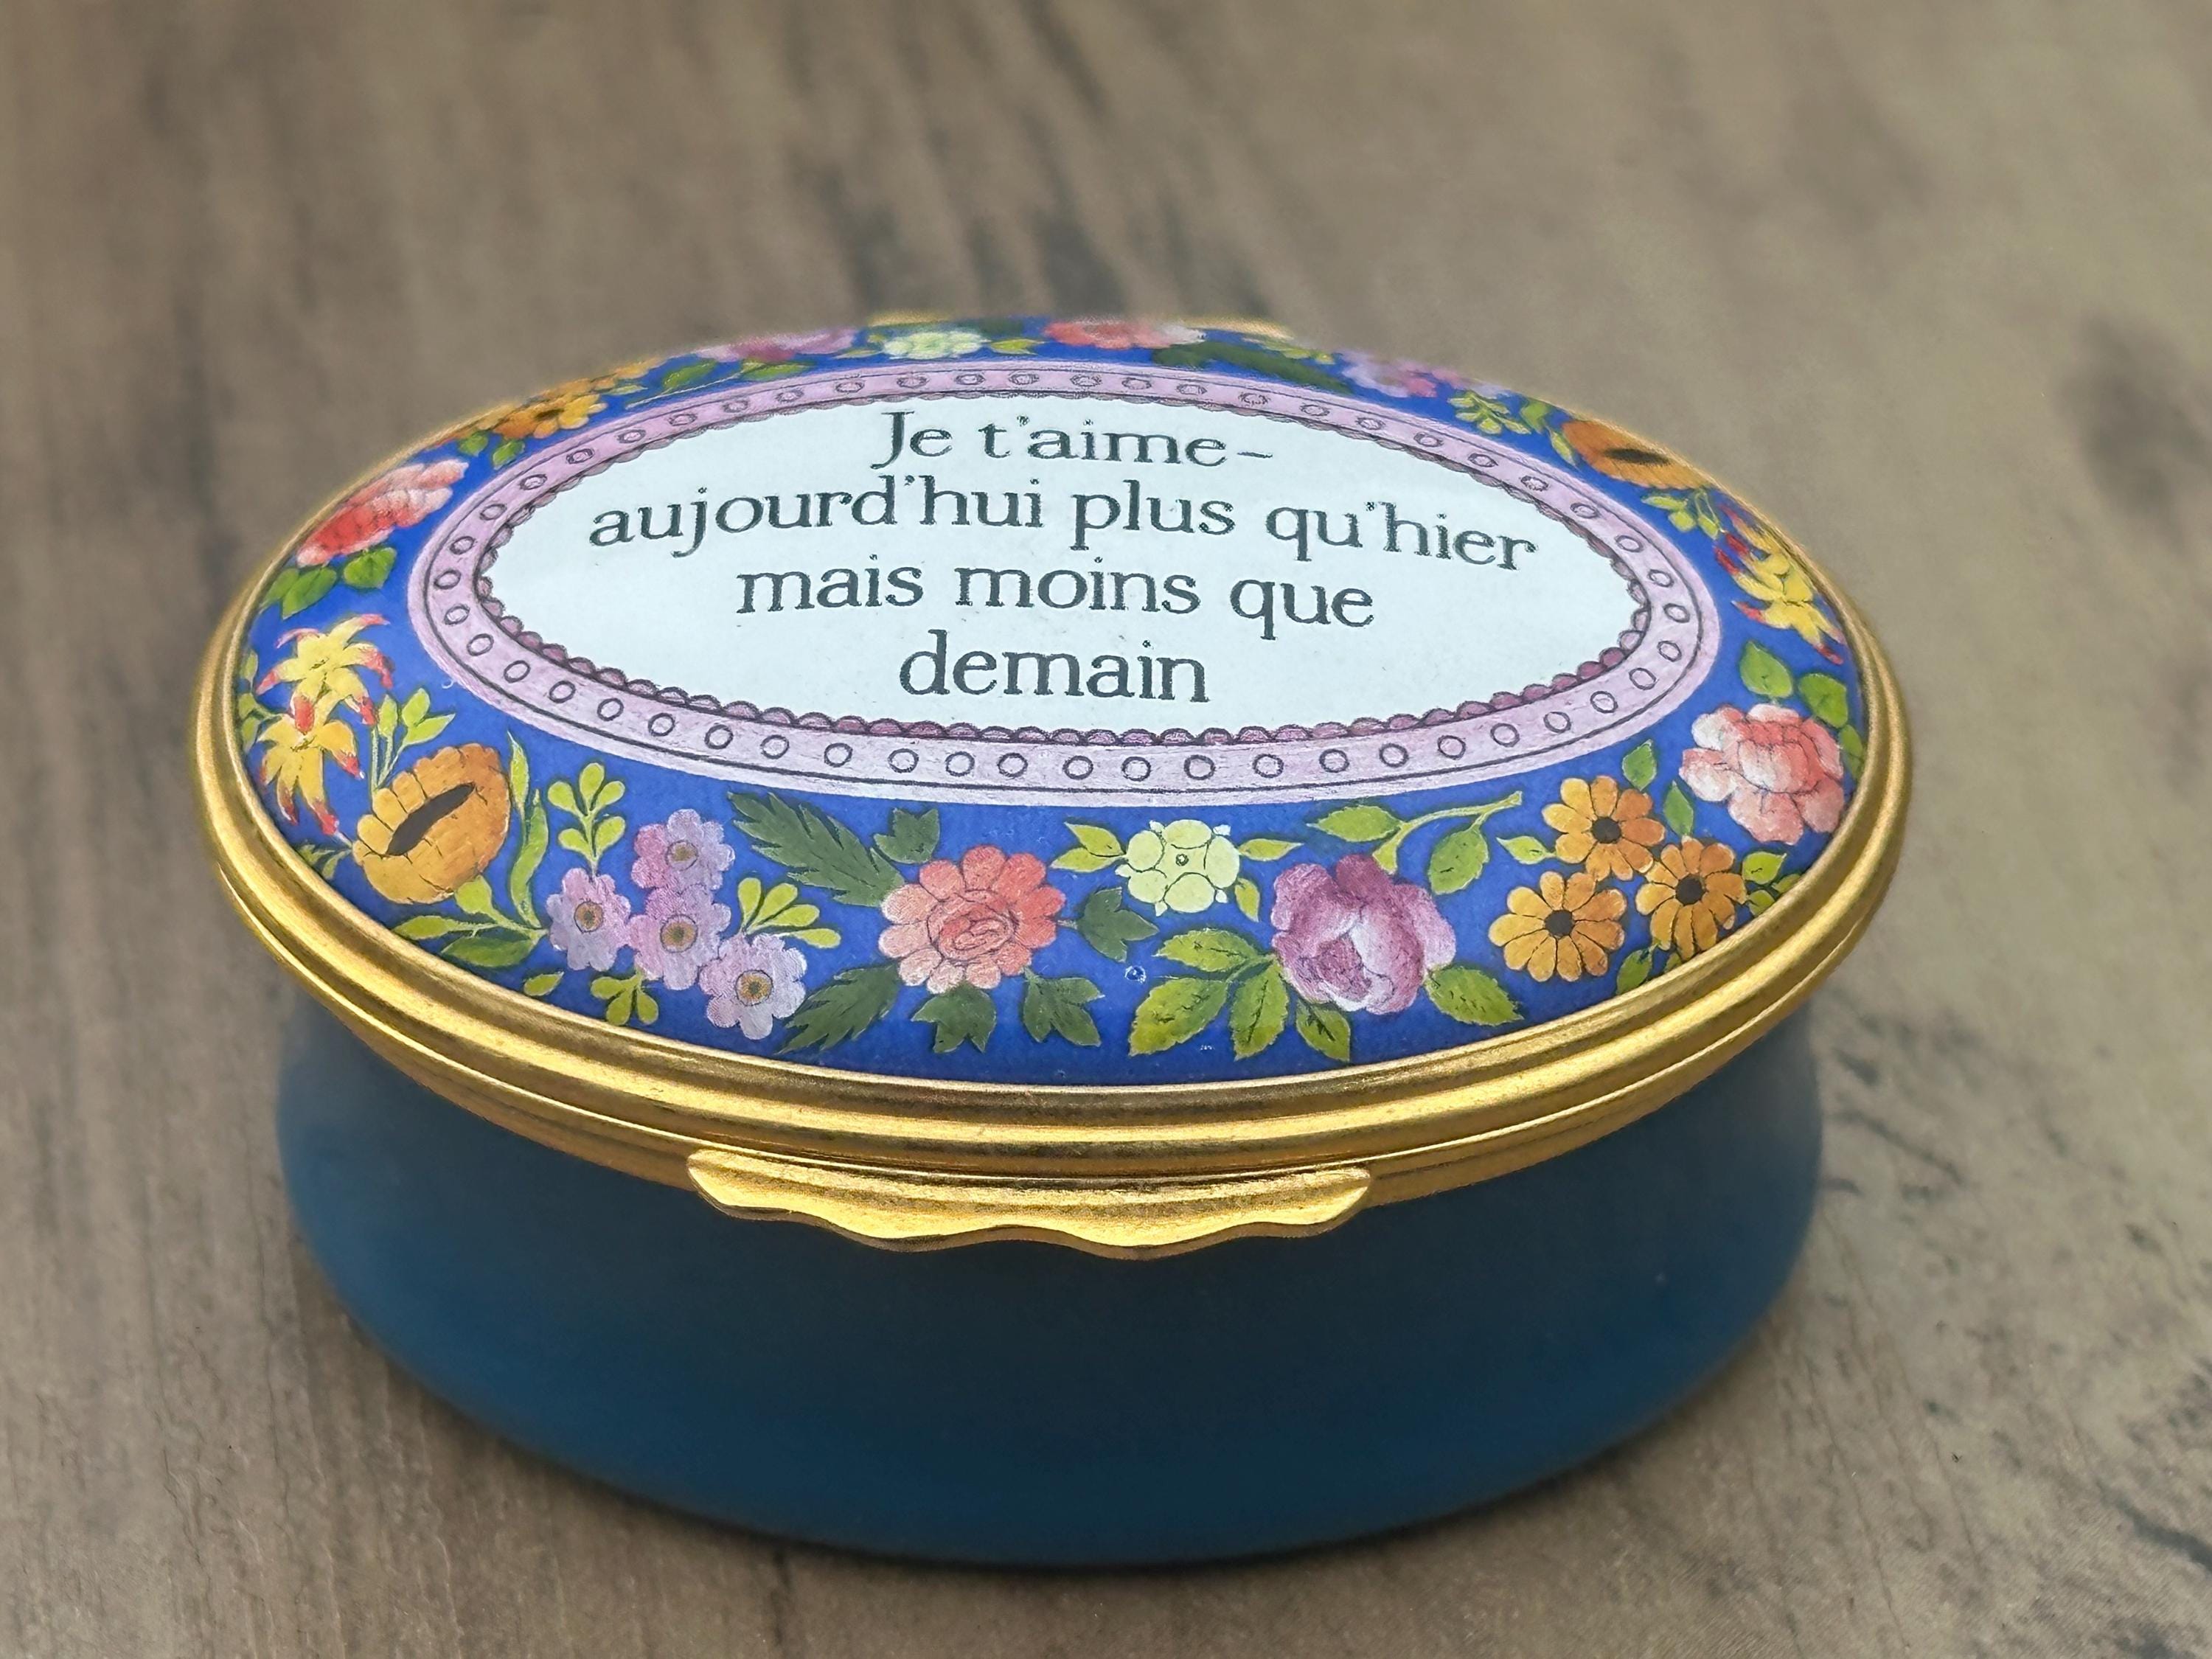 Je t'aime–
aujourd'hui plus qu'hier
mais moins que
demain